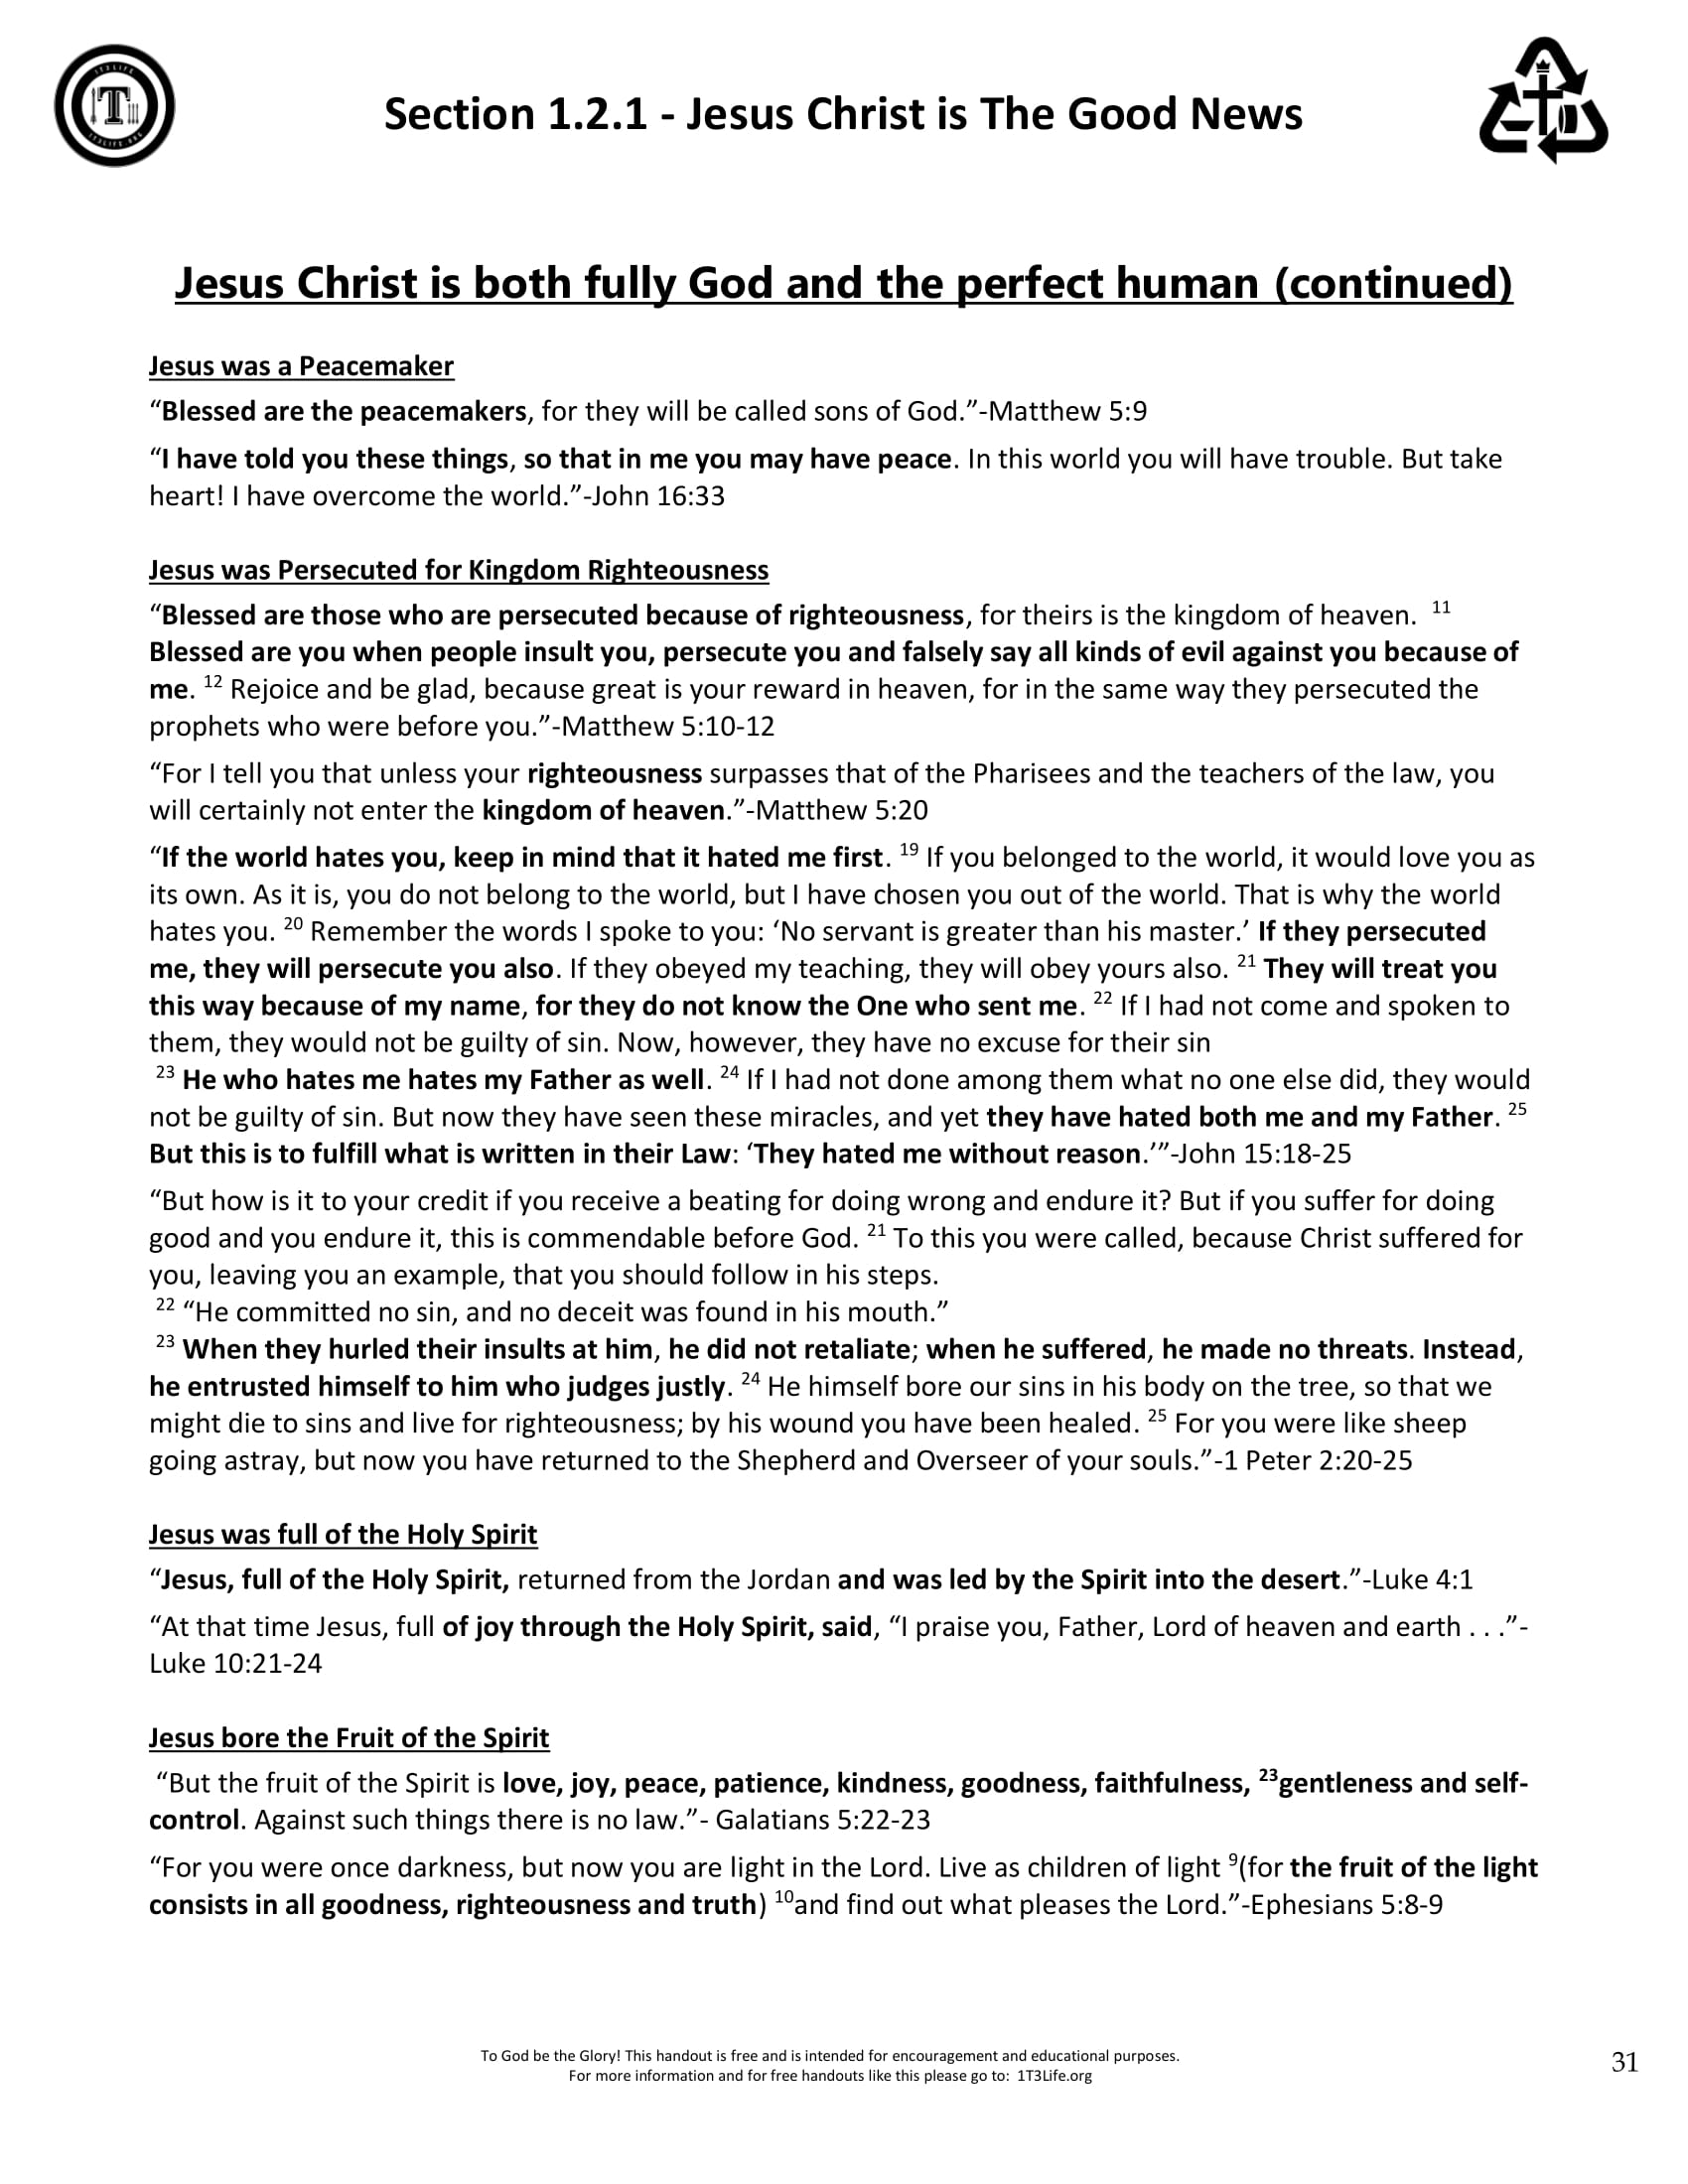 1T3LIFE
T
1T3LIFE.ORG
Section 1.2.1 - Jesus Christ is The Good News
Jesus Christ is both fully God and the perfect human (continued)
Jesus was a Peacemaker
“Blessed are the peacemakers, for they will be called sons of God.”-Matthew 5:9
“I have told you these things, so that in me you may have peace. In this world you will have trouble. But take
heart! I have overcome the world.”-John 16:33
Jesus was Persecuted for Kingdom Righteousness
“Blessed are those who are persecuted because of righteousness, for theirs is the kingdom of heaven. 11
Blessed are you when people insult you, persecute you and falsely say all kinds of evil against you because of
me. 12 Rejoice and be glad, because great is your reward in heaven, for in the same way they persecuted the
prophets who were before you.”-Matthew 5:10-12
“For I tell you that unless your righteousness surpasses that of the Pharisees and the teachers of the law, you
will certainly not enter the kingdom of heaven.”-Matthew 5:20
“If the world hates you, keep in mind that it hated me first. 19 If you belonged to the world, it would love you as
its own. As it is, you do not belong to the world, but I have chosen you out of the world. That is why the world
hates you. 20 Remember the words I spoke to you: ‘No servant is greater than his master.’ If they persecuted
me, they will persecute you also. If they obeyed my teaching, they will obey yours also. 21 They will treat you
this way because of my name, for they do not know the One who sent me. 22 If I had not come and spoken to
them, they would not be guilty of sin. Now, however, they have no excuse for their sin
23 He who hates me hates my Father as well. 24 If I had not done among them what no one else did, they would
not be guilty of sin. But now they have seen these miracles, and yet they have hated both me and my Father. 25
But this is to fulfill what is written in their Law: ‘They hated me without reason.’”-John 15:18-25
“But how is it to your credit if you receive a beating for doing wrong and endure it? But if you suffer for doing
good and you endure it, this is commendable before God. 21 To this you were called, because Christ suffered for
you, leaving you an example, that you should follow in his steps.
22 “He committed no sin, and no deceit was found in his mouth.”
23 When they hurled their insults at him, he did not retaliate; when he suffered, he made no threats. Instead,
he entrusted himself to him who judges justly. 24 He himself bore our sins in his body on the tree, so that we
might die to sins and live for righteousness; by his wound you have been healed. 25 For you were like sheep
going astray, but now you have returned to the Shepherd and Overseer of your souls.”-1 Peter 2:20-25
Jesus was full of the Holy Spirit
“Jesus, full of the Holy Spirit, returned from the Jordan and was led by the Spirit into the desert.”-Luke 4:1
“At that time Jesus, full of joy through the Holy Spirit, said, “I praise you, Father, Lord of heaven and earth . . .”-
Luke 10:21-24
Jesus bore the Fruit of the Spirit
“But the fruit of the Spirit is love, joy, peace, patience, kindness, goodness, faithfulness, 23gentleness and self-
control. Against such things there is no law.”- Galatians 5:22-23
“For you were once darkness, but now you are light in the Lord. Live as children of light 9(for the fruit of the light
consists in all goodness, righteousness and truth) 10and find out what pleases the Lord.”-Ephesians 5:8-9
To God be the Glory! This handout is free and is intended for encouragement and educational purposes.
For more information and for free handouts like this please go to: 1T3Life.org
31